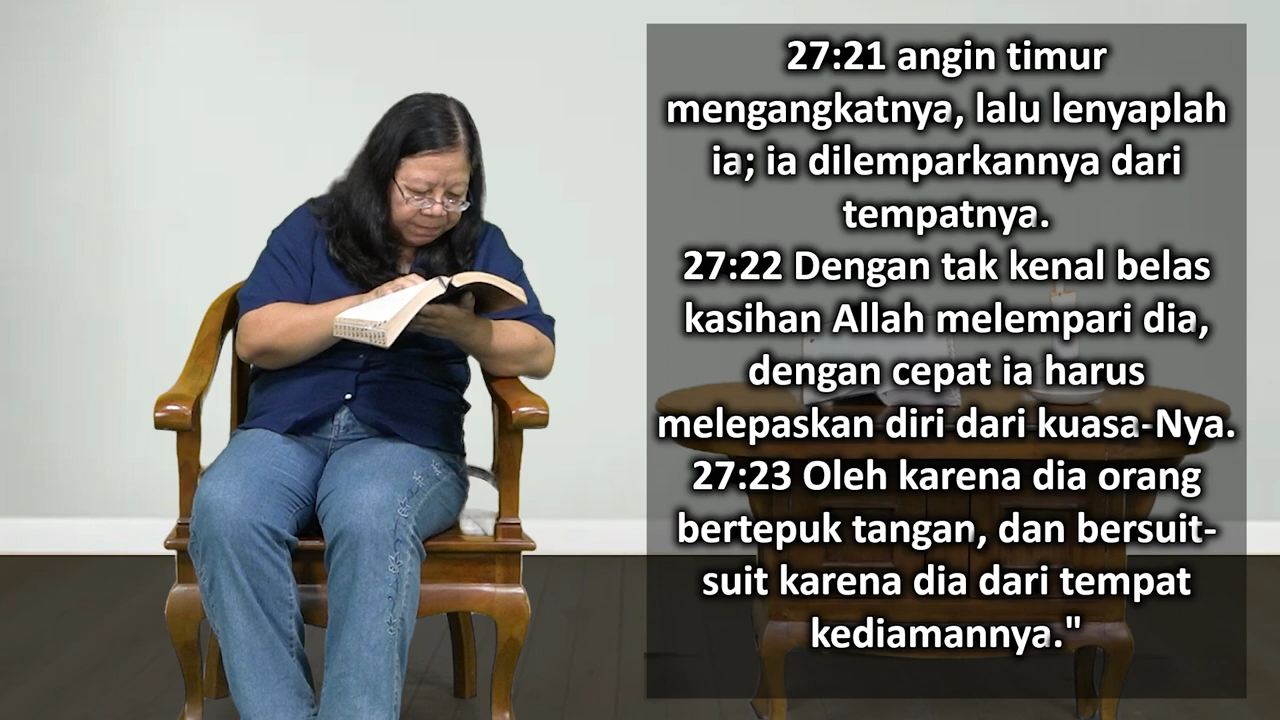 27:21 angin timur
mengangkatnya, lalu lenyaplah
ia; ia dilemparkannya dari
tempatnya.
27:22 Dengan tak kenal belas
kasihan Allah melempari dia,
dengan cepat ia harus
melepaskan diri dari kuasa-Nya.
27:23 Oleh karena dia orang
bertepuk tangan, dan bersuit-
suit karena dia dari tempat
kediamannya."